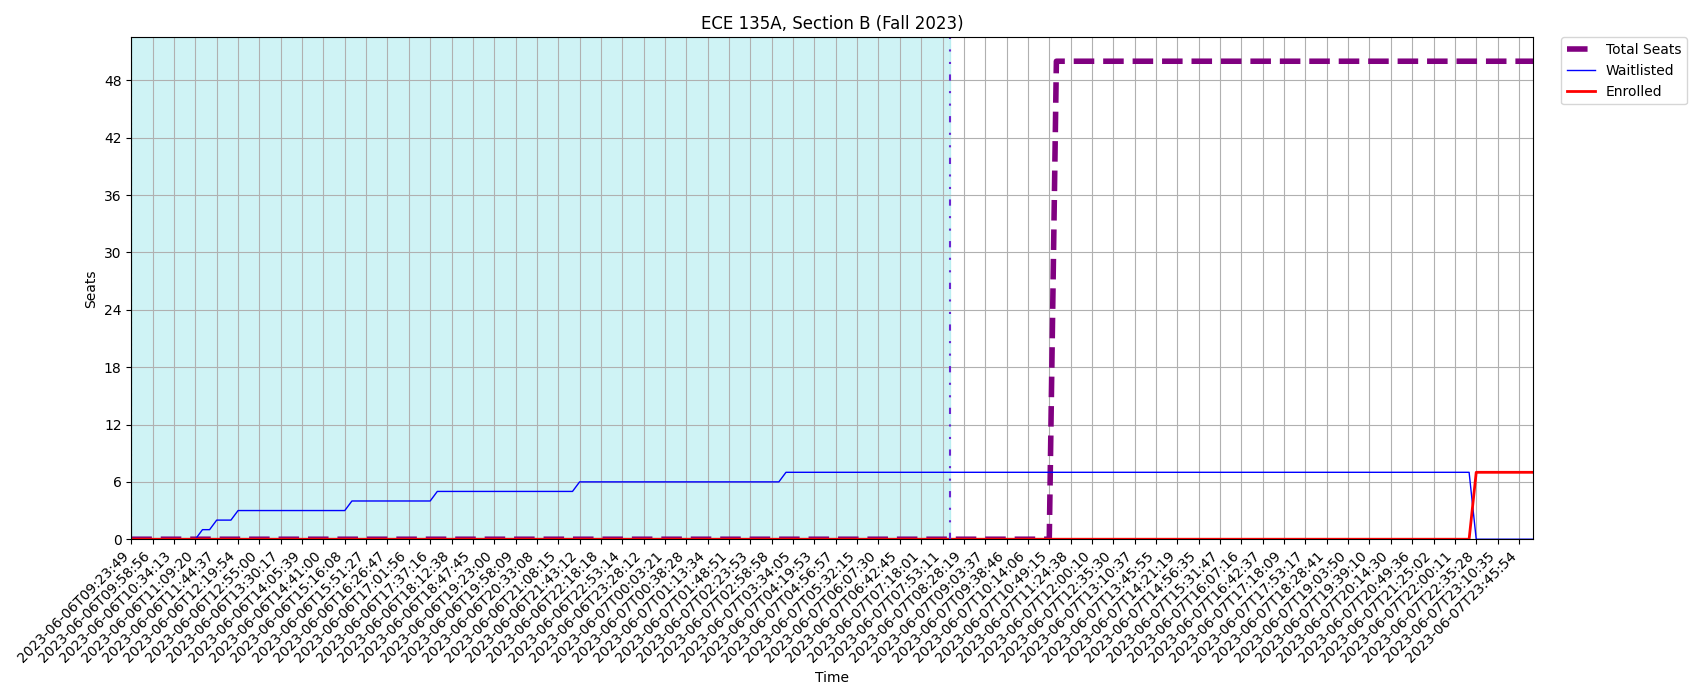 ECE 135A, Section B (Fall 2023)
Total Seats
Waitlisted
Enrolled
Seats
48
42
36
30
24
18
12
6
0
2023-06-06T09:23:49
2023-06-06T09:58:56
2023-06-06T10:34:13
2023-06-06T11:09:20
2023-06-06T11:44:37
2023-06-06T12:19:54
2023-06-06T12:55:00
2023-06-06T13:30:17
2023-06-06T14:05:39
2023-06-06T14:41:00
2023-06-06T15:16:08
2023-06-06T15:51:27
2023-06-06T16:26:47
2023-06-06T17:01:56
2023-06-06T17:37:16
2023-06-06T18:12:38
2023-06-06T18:47:45
2023-06-06T19:23:00
2023-06-06T19:58:09
2023-06-06T20:33:08
2023-06-06T21:08:15
2023-06-06T21:43:12
2023-06-06T22:18:18
2023-06-06T22:53:14
2023-06-06T23:28:12
2023-06-07T00:03:21
2023-06-07T00:38:28
2023-06-07T01:13:34
2023-06-07T01:48:51
2023-06-07T02:23:53
2023-06-07T02:58:58
2023-06-07T03:34:05
2023-06-07T04:19:53
2023-06-07T04:56:57
2023-06-07T05:32:15
2023-06-07T06:07:30
2023-06-07T06:42:45
2023-06-07T07:18:01
2023-06-07T07:53:11
2023-06-07T08:28:19
2023-06-07T09:03:37
2023-06-07T09:38:46
2023-06-07T10:14:06
2023-06-07T10:49:15
2023-06-07T11:24:38
2023-06-07T12:00:10
2023-06-07T12:35:30
2023-06-07T13:10:37
2023-06-07T13:45:55
2023-06-07T14:21:19
2023-06-07T14:56:35
2023-06-07T15:31:47
2023-06-07T16:07:16
2023-06-07T16:42:37
2023-06-07T17:18:09
2023-06-07T17:53:17
2023-06-07T18:28:41
2023-06-07T19:03:50
2023-06-07T19:39:10
2023-06-07T20:14:30
2023-06-07T20:49:36
2023-06-07T21:25:02
2023-06-07T22:00:11
2023-06-07T22:35:28
2023-06-07T23:10:35
2023-06-07T23:45:54
Time